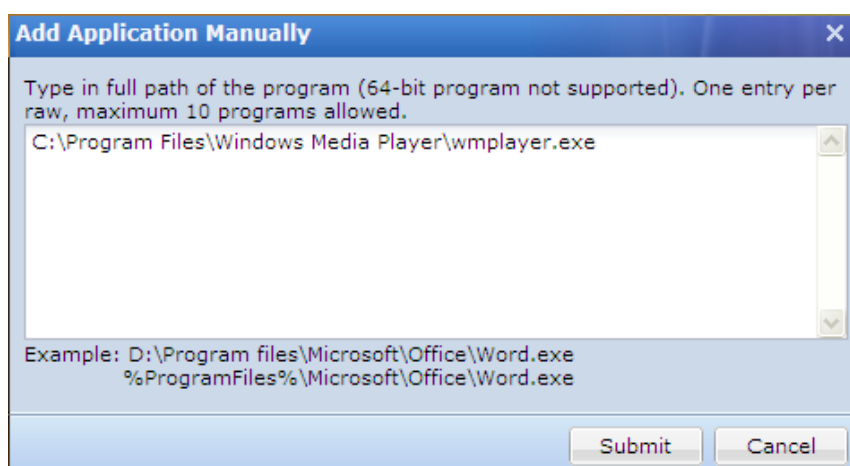 Add Application Manually
Type in full path of the program (64-bit program not supported). One entry per
raw, maximum 10 programs allowed.
C:\Program Files\Windows Media Player\wmplayer.exe
Example: D:\Program files\Microsoft\Office\Word.exe
%ProgramFiles%\Microsoft\Office\Word.exe
Submit Cancel